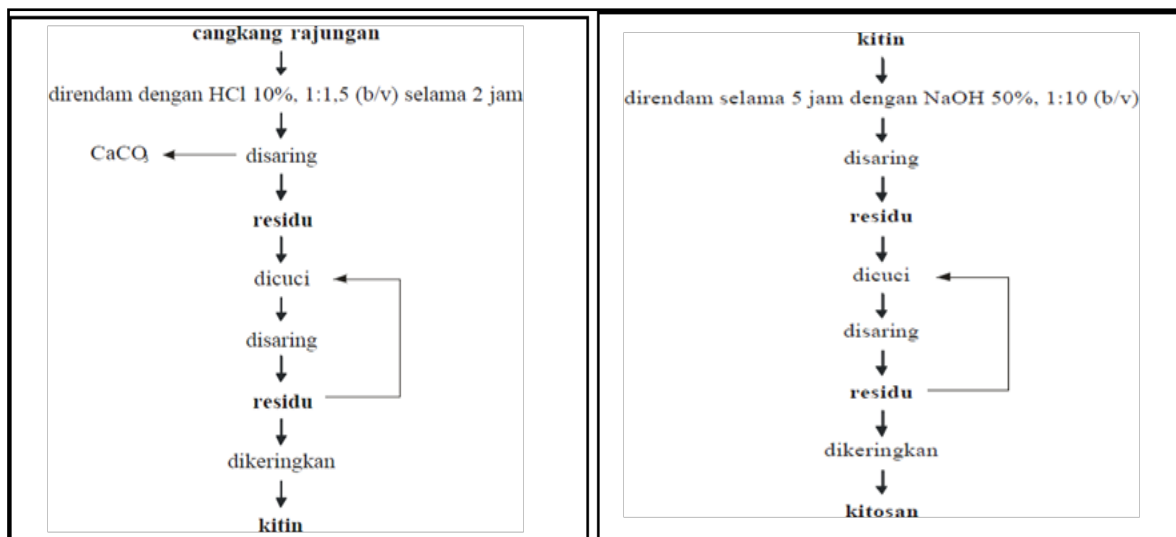 cangkang rajungan
direndam dengan HCl 10%, 1:1,5 (b/v) selama 2 jam
CaCO₃
disaring
residu
dicuci
disaring
residu
dikeringkan
kitin
kitin
direndam selama 5 jam dengan NaOH 50%, 1:10 (b/v)
disaring
residu
dicuci
disaring
residu
dikeringkan
kitosan